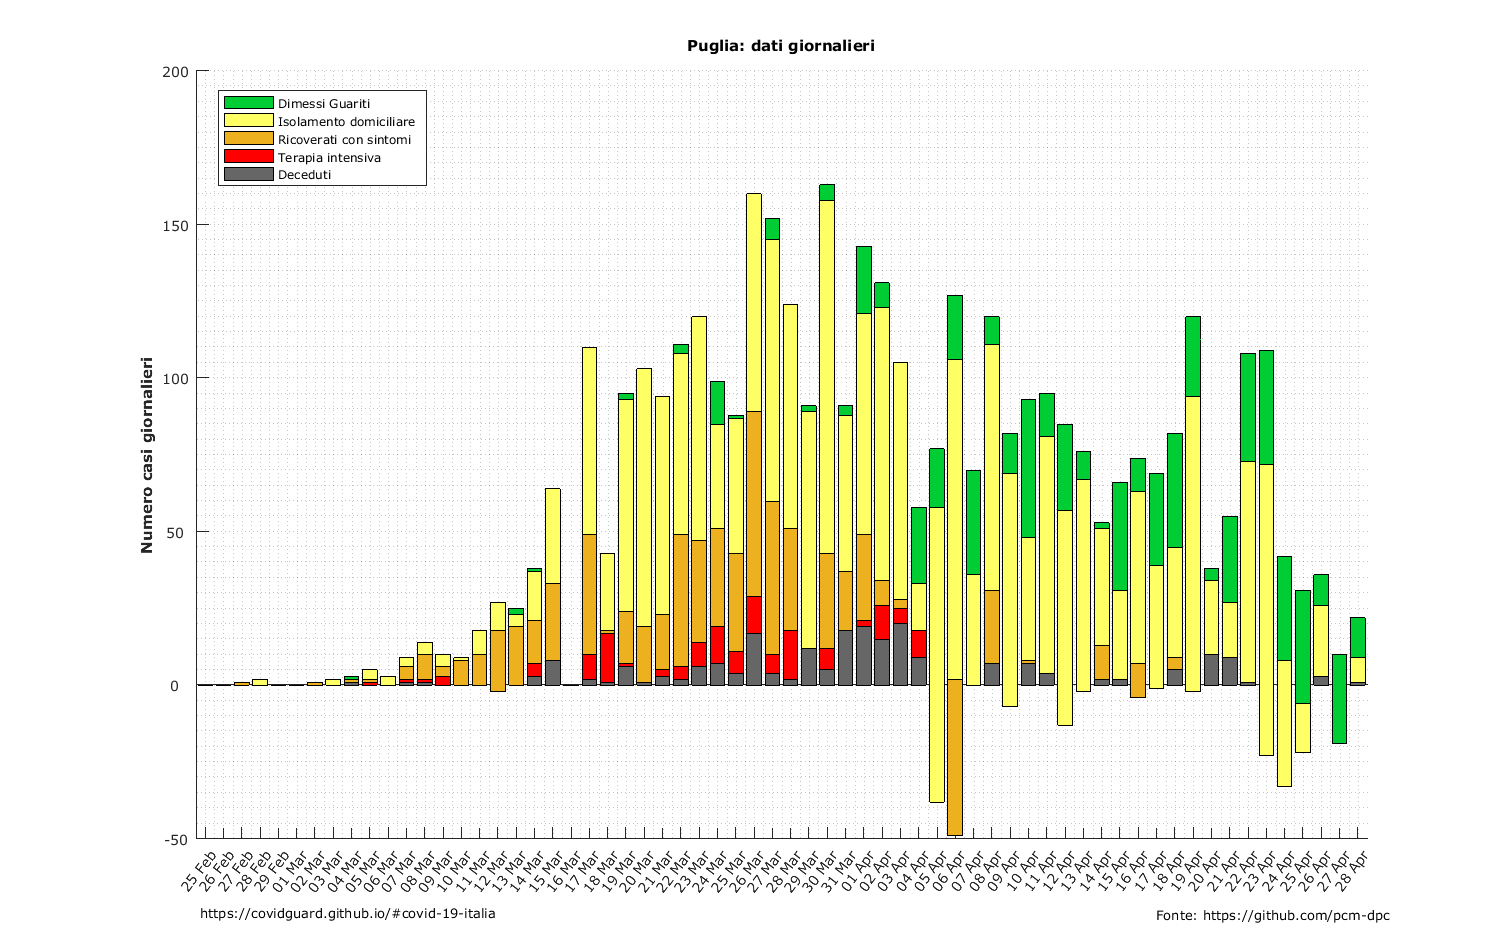 Puglia: dati giornalieri
200
150
100
50
0
-50
Numero casi giornalieri
Dimessi Guariti
Isolamento domiciliare
Ricoverati con sintomi
Terapia intensiva
Deceduti
25 Feb
26 Feb
27 Feb
28 Feb
29 Feb
01 Mar
02 Mar
03 Mar
04 Mar
05 Mar
06 Mar
07 Mar
08 Mar
09 Mar
10 Mar
11 Mar
12 Mar
13 Mar
14 Mar
15 Mar
16 Mar
17 Mar
18 Mar
19 Mar
20 Mar
21 Mar
22 Mar
23 Mar
24 Mar
25 Mar
26 Mar
27 Mar
28 Mar
29 Mar
30 Mar
31 Mar
01 Apr
02 Apr
03 Apr
04 Apr
05 Apr
06 Apr
07 Apr
08 Apr
09 Apr
10 Apr
11 Apr
12 Apr
13 Apr
14 Apr
15 Apr
16 Apr
17 Apr
18 Apr
19 Apr
20 Apr
21 Apr
22 Apr
23 Apr
24 Apr
25 Apr
26 Apr
27 Apr
28 Apr
https://covidguard.github.io/#covid-19-italia
Fonte: https://github.com/pcm-dpc